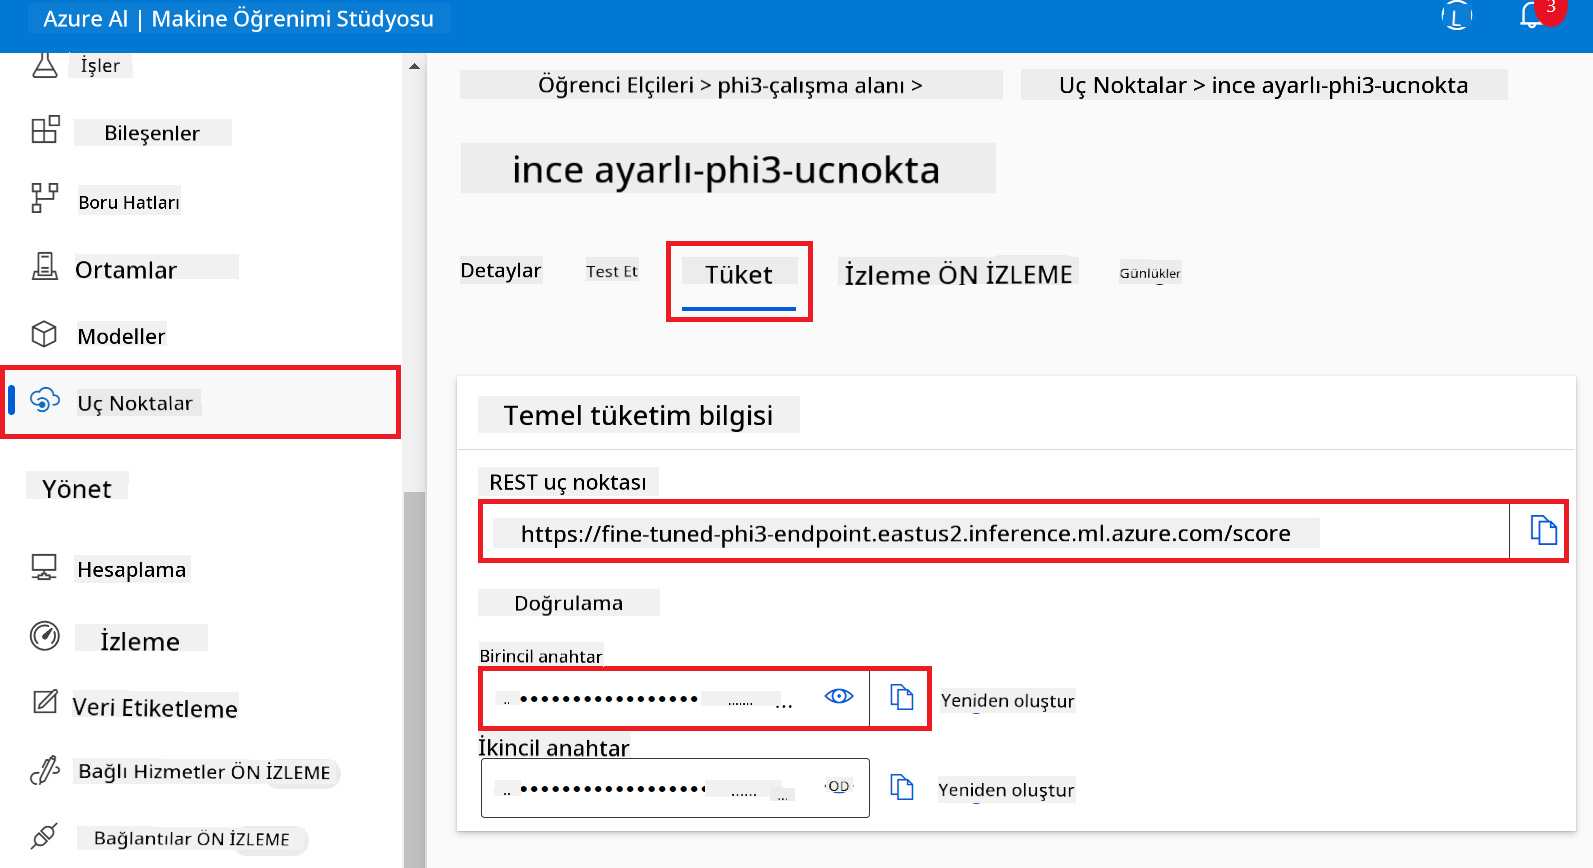 Azure AI | Makine Öğrenimi Stüdyosu
L
3
İşler
Bileşenler
Boru Hatları
Ortamlar
Modeller
Uç Noktalar
Yönet
Hesaplama
İzleme
Veri Etiketleme
Bağlı Hizmetler ÖN İZLEME
Bağlantılar ÖN İZLEME
Öğrenci Elçileri > phi3-çalışma alanı > Uç Noktalar > ince ayarlı-phi3-ucnokta
ince ayarlı-phi3-ucnokta
Detaylar Test Et Tüket İzleme ÖN İZLEME Günlükler
Temel tüketim bilgisi
REST uç noktası
https://fine-tuned-phi3-endpoint.eastus2.inference.ml.azure.com/score
Doğrulama
Birincil anahtar
Yeniden oluştur
İkincil anahtar
OD
Yeniden oluştur